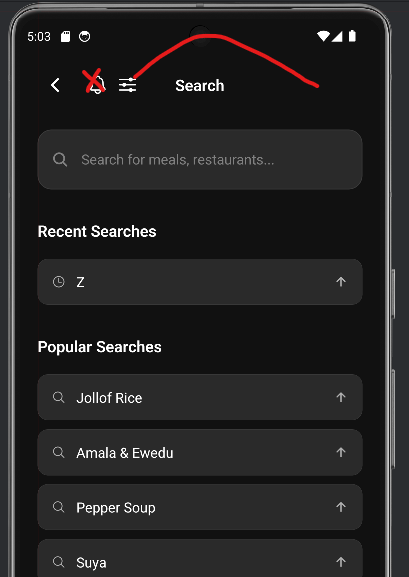 5:03
Search
Search for meals, restaurants...
Recent Searches
Z
Popular Searches
Jollof Rice
Amala & Ewedu
Pepper Soup
Suya